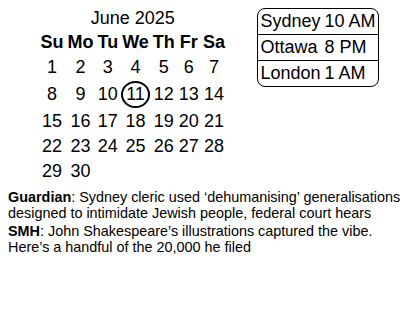 June 2025
Su Mo Tu We Th Fr Sa
1 2 3 4 5 6 7
8 9 10 11 12 13 14
15 16 17 18 19 20 21
22 23 24 25 26 27 28
29 30
Sydney 10 AM
Ottawa 8 PM
London 1 AM
Guardian: Sydney cleric used ‘dehumanising’ generalisations
designed to intimidate Jewish people, federal court hears
SMH: John Shakespeare’s illustrations captured the vibe.
Here’s a handful of the 20,000 he filed